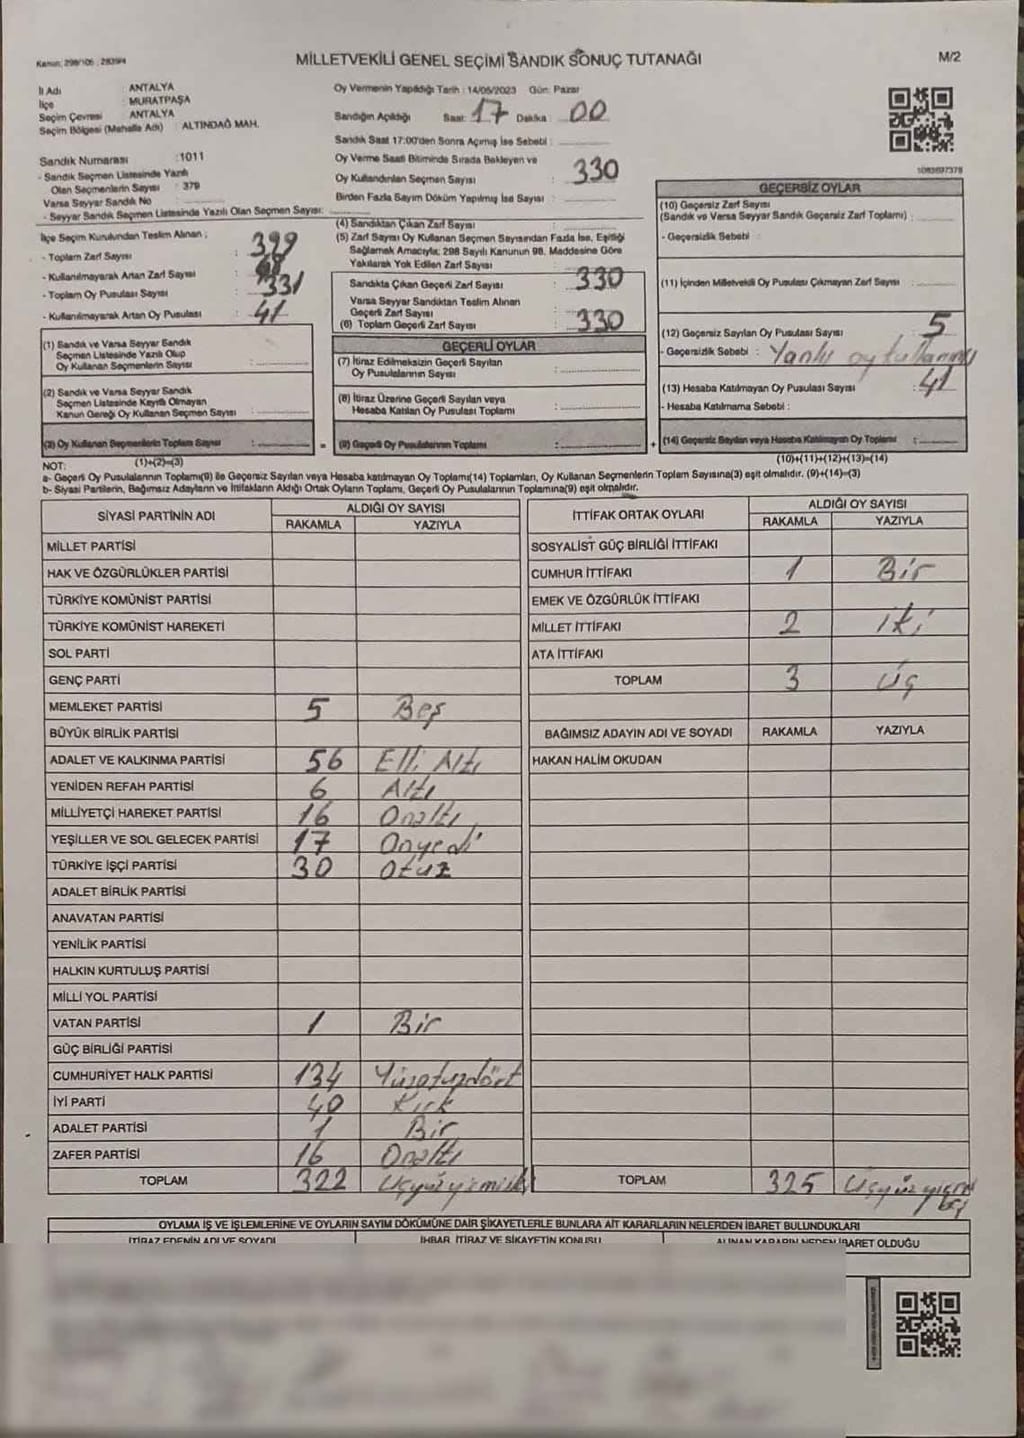 Kanun: 298/105 , 2839/4
MİLLETVEKİLİ GENEL SEÇİMİ SANDIK SONUÇ TUTANAĞI
M/2
İl Adı : ANTALYA
İlçe : MURATPAŞA
Seçim Çevresi : ANTALYA
Seçim Bölgesi (Mahalle Adı) : ALTINDAĞ MAH.
Sandık Numarası :1011
- Sandık Seçmen Listesinde Yazılı
Olan Seçmenlerin Sayısı : 379
Varsa Seyyar Sandık No :
- Seyyar Sandık Seçmen Listesinde Yazılı Olan Seçmen Sayısı:
İlçe Seçim Kurulundan Teslim Alınan ;
- Toplam Zarf Sayısı : 399
- Kullanılmayarak Artan Zarf Sayısı :
- Toplam Oy Pusulası Sayısı : 331
- Kullanılmayarak Artan Oy Pusulası : 41
Oy Vermenin Yapıldığı Tarih : 14/05/2023 Gün: Pazar
Sandığın Açıldığı Saat: 17 Dakika : 00
Sandık Saat 17:00'den Sonra Açımış İse Sebebi :
Oy Verme Saati Bitiminde Sırada Bekleyen ve
Oy Kullandırılan Seçmen Sayısı : 330
Birden Fazla Sayım Döküm Yapılmış İse Sayısı :
(4) Sandıktan Çıkan Zarf Sayısı :
(5) Zarf Sayısı Oy Kullanan Seçmen Sayısından Fazla İse, Eşitliği
Sağlamak Amacıyla; 298 Sayılı Kanunun 98. Maddesine Göre
Yakılarak Yok Edilen Zarf Sayısı :
Sandıkta Çıkan Geçerli Zarf Sayısı : 330
Varsa Seyyar Sandıktan Teslim Alınan
Geçerli Zarf Sayısı :
(6) Toplam Geçerli Zarf Sayısı : 330
1083697378
GEÇERSİZ OYLAR
(10) Geçersiz Zarf Sayısı
(Sandık ve Varsa Seyyar Sandık Geçersiz Zarf Toplamı) :
- Geçersizlik Sebebi :
(11) İçinden Milletvekili Oy Pusulası Çıkmayan Zarf Sayısı :
(12) Geçersiz Sayılan Oy Pusulası Sayısı : 5
- Geçersizlik Sebebi : Yanlış oy kullanımı
(13) Hesaba Katılmayan Oy Pusulası Sayısı : 41
- Hesaba Katılmama Sebebi :
(1) Sandık ve Varsa Seyyar Sandık
Seçmen Listesinde Yazılı Olup
Oy Kullanan Seçmenlerin Sayısı :
(2) Sandık ve Varsa Seyyar Sandık
Seçmen Listesinde Kayıtlı Olmayan
Kanun Gereği Oy Kullanan Seçmen Sayısı :
(3) Oy Kullanan Seçmenlerin Toplam Sayısı :
(1)+(2)=(3)
GEÇERLİ OYLAR
(7) İtiraz Edilmeksizin Geçerli Sayılan
Oy Pusulalarının Sayısı :
(8) İtiraz Üzerine Geçerli Sayılan veya
Hesaba Katılan Oy Pusulası Toplamı :
= (9) Geçerli Oy Pusulalarının Toplamı :
+ (14) Geçersiz Sayılan veya Hesaba Katılmayan Oy Toplamı :
(10)+(11)+(12)+(13)=(14)
NOT:
a- Geçerli Oy Pusulalarının Toplamı(9) ile Geçersiz Sayılan veya Hesaba katılmayan Oy Toplamı(14) Toplamları, Oy Kullanan Seçmenlerin Toplam Sayısına(3) eşit olmalıdır. (9)+(14)=(3)
b- Siyasi Partilerin, Bağımsız Adayların ve İttifakların Aldığı Ortak Oyların Toplamı, Geçerli Oy Pusulalarının Toplamına(9) eşit olmalıdır.
SİYASİ PARTİNİN ADI ALDIĞI OY SAYISI
RAKAMLA YAZIYLA
MİLLET PARTİSİ
HAK VE ÖZGÜRLÜKLER PARTİSİ
TÜRKİYE KOMÜNİST PARTİSİ
TÜRKİYE KOMÜNİST HAREKETİ
SOL PARTİ
GENÇ PARTİ
MEMLEKET PARTİSİ 5 Beş
BÜYÜK BİRLİK PARTİSİ
ADALET VE KALKINMA PARTİSİ 56 Elli Altı
YENİDEN REFAH PARTİSİ 6 Altı
MİLLİYETÇİ HAREKET PARTİSİ 16 Onaltı
YEŞİLLER VE SOL GELECEK PARTİSİ 17 Onyedi
TÜRKİYE İŞÇİ PARTİSİ 30 Otuz
ADALET BİRLİK PARTİSİ
ANAVATAN PARTİSİ
YENİLİK PARTİSİ
HALKIN KURTULUŞ PARTİSİ
MİLLİ YOL PARTİSİ
VATAN PARTİSİ 1 Bir
GÜÇ BİRLİĞİ PARTİSİ
CUMHURİYET HALK PARTİSİ 134 Yüzotuzdört
İYİ PARTİ 40 Kırk
ADALET PARTİSİ 1 Bir
ZAFER PARTİSİ 16 Onaltı
TOPLAM 322 Üçyüzyirmiiki
İTTİFAK ORTAK OYLARI ALDIĞI OY SAYISI
RAKAMLA YAZIYLA
SOSYALİST GÜÇ BİRLİĞİ İTTİFAKI
CUMHUR İTTİFAKI 1 Bir
EMEK VE ÖZGÜRLÜK İTTİFAKI
MİLLET İTTİFAKI 2 iki
ATA İTTİFAKI
TOPLAM 3 Üç
BAĞIMSIZ ADAYIN ADI VE SOYADI RAKAMLA YAZIYLA
HAKAN HALİM OKUDAN
TOPLAM 325 Üçyüzyirmi
beş
OYLAMA İŞ VE İŞLEMLERİNE VE OYLARIN SAYIM DÖKÜMÜNE DAİR ŞİKAYETLERLE BUNLARA AİT KARARLARIN NELERDEN İBARET BULUNDUKLARI
İTİRAZ EDENİN ADI VE SOYADI İHBAR, İTİRAZ VE ŞİKAYETİN KONUSU ALINAN KARARIN NEDEN İBARET OLDUĞU